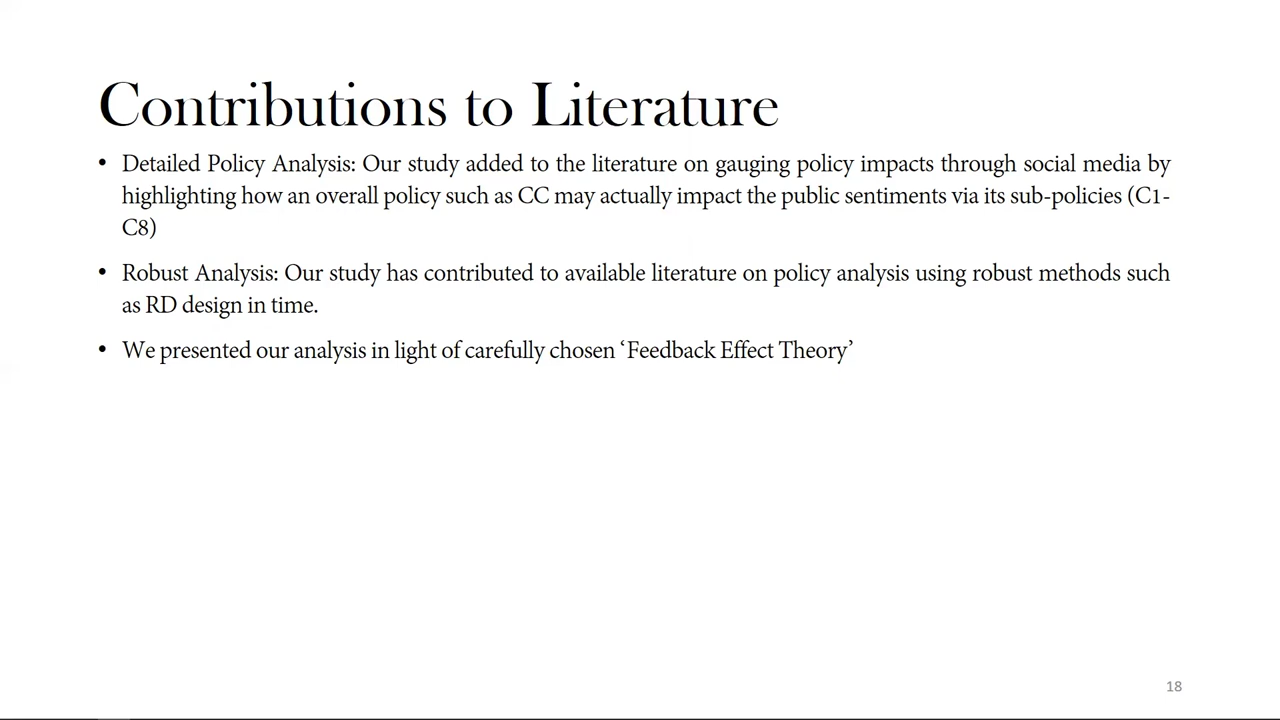 Contributions to Literature
• Detailed Policy Analysis: Our study added to the literature on gauging policy impacts through social media by
highlighting how an overall policy such as CC may actually impact the public sentiments via its sub-policies (C1-
C8)
• Robust Analysis: Our study has contributed to available literature on policy analysis using robust methods such
as RD design in time.
• We presented our analysis in light of carefully chosen ‘Feedback Effect Theory’
18